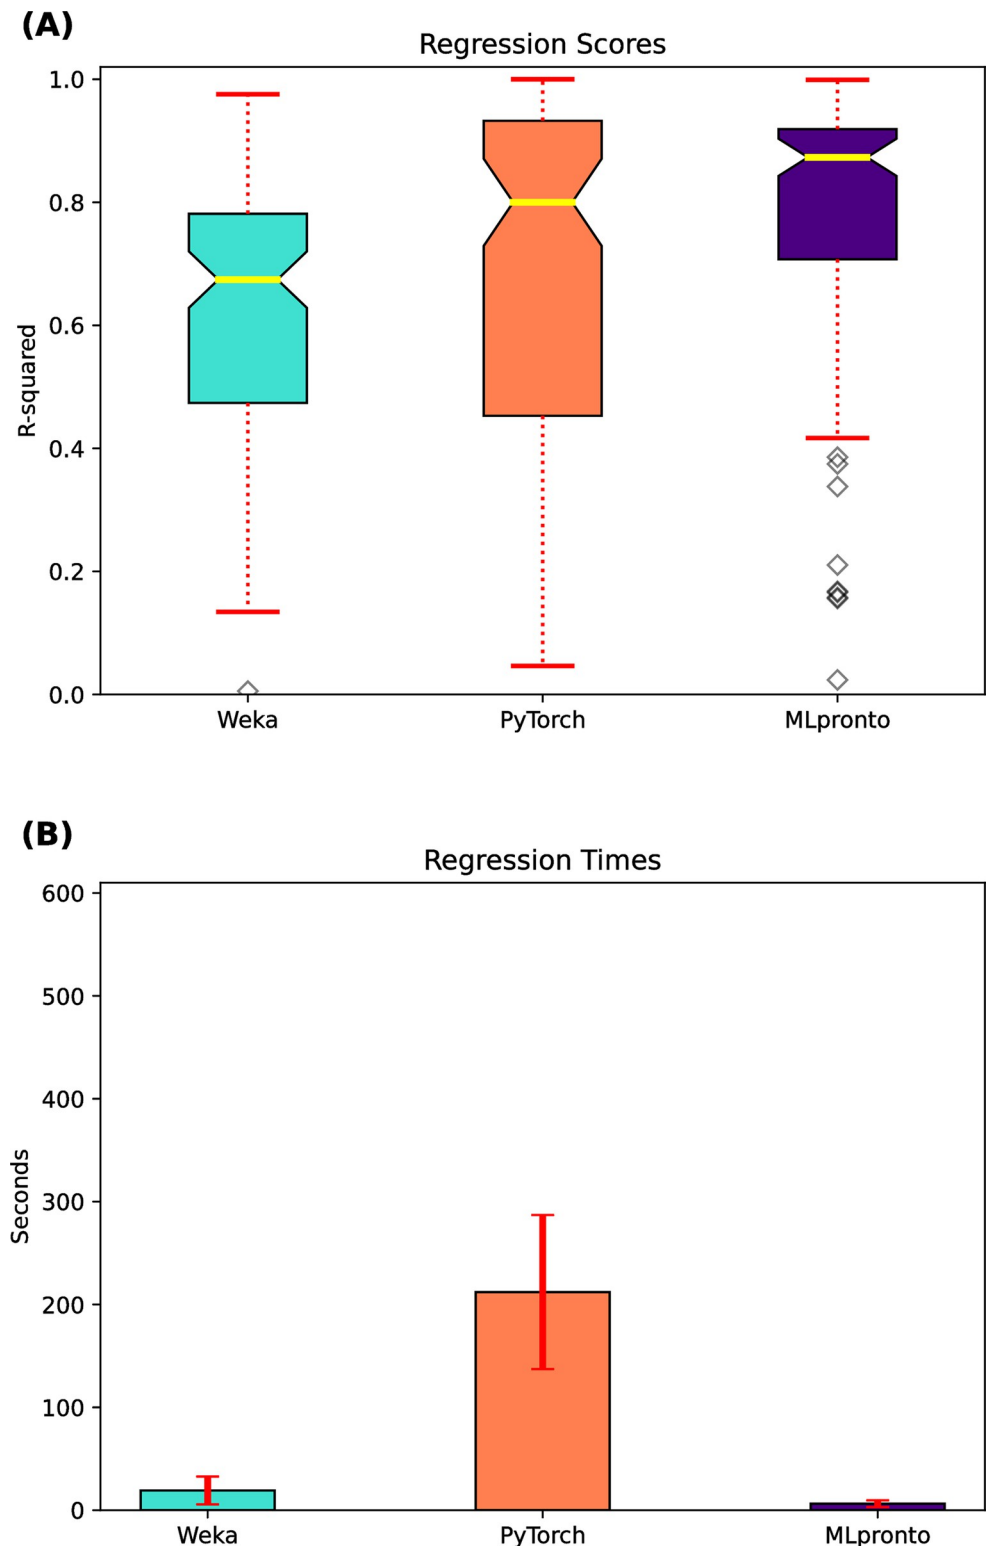 (A)
Regression Scores
1.0
0.8
0.6
0.4
0.2
0.0
R-squared
Weka PyTorch MLpronto
(B)
Regression Times
600
500
400
300
200
100
0
Seconds
Weka PyTorch MLpronto